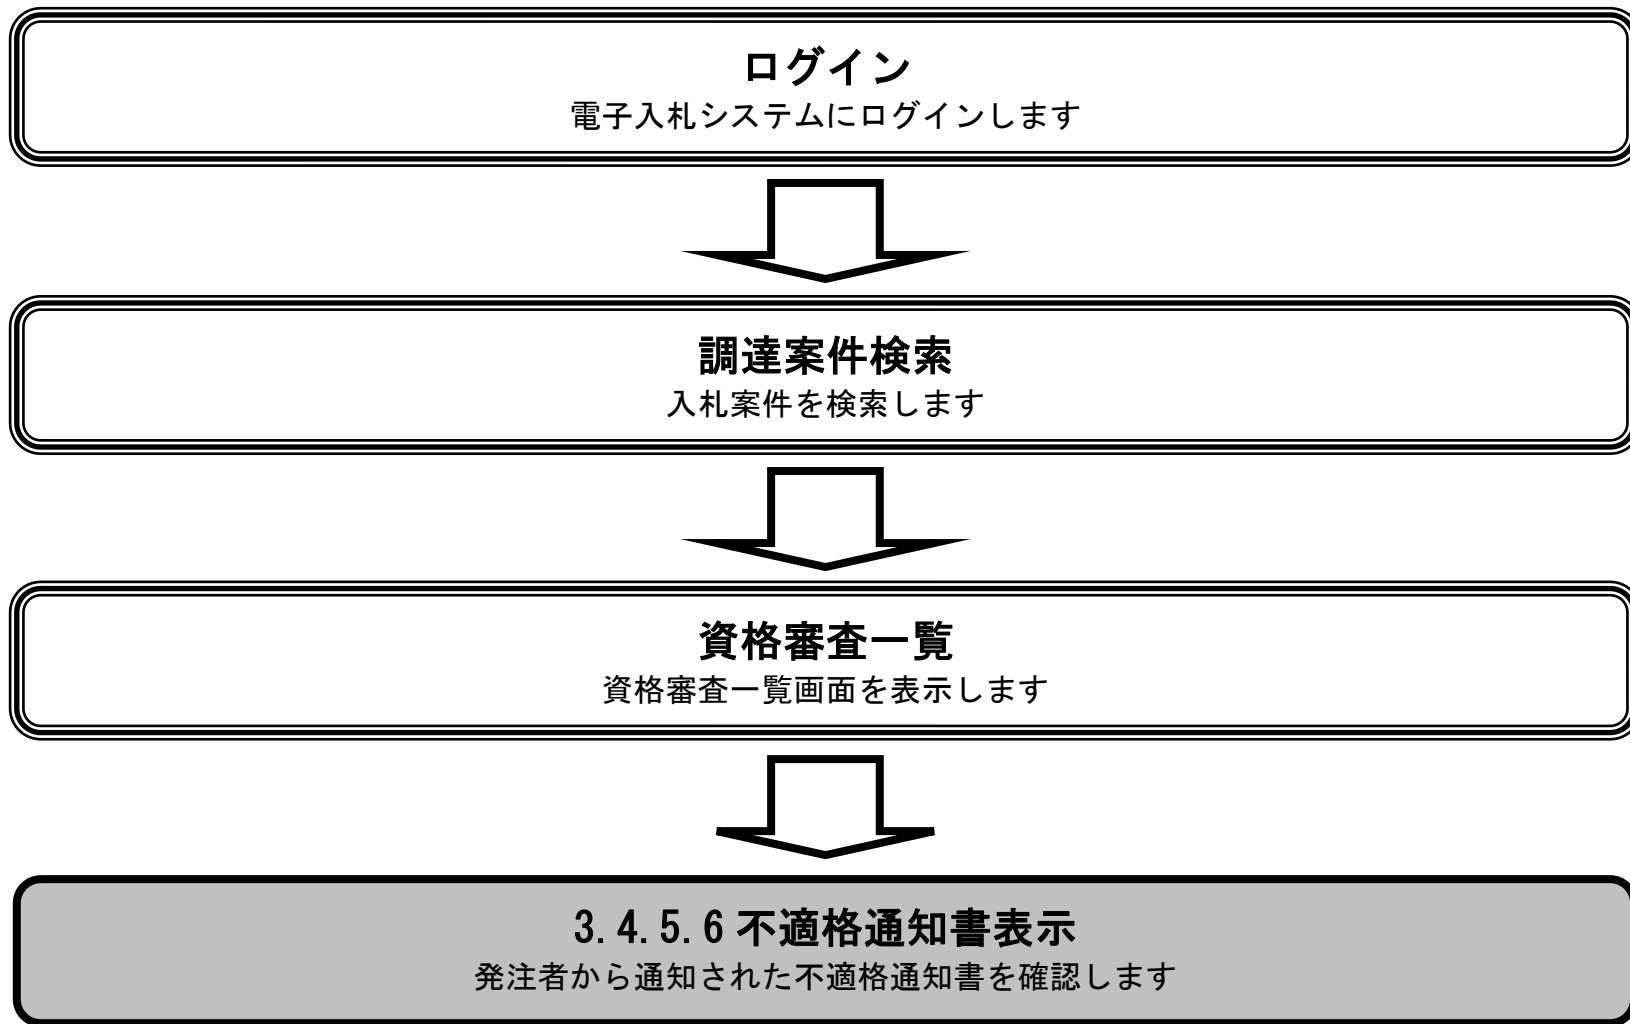 ログイン
電子入札システムにログインします
調達案件検索
入札案件を検索します
資格審査一覧
資格審査一覧画面を表示します
3.4.5.6 不適格通知書表示
発注者から通知された不適格通知書を確認します